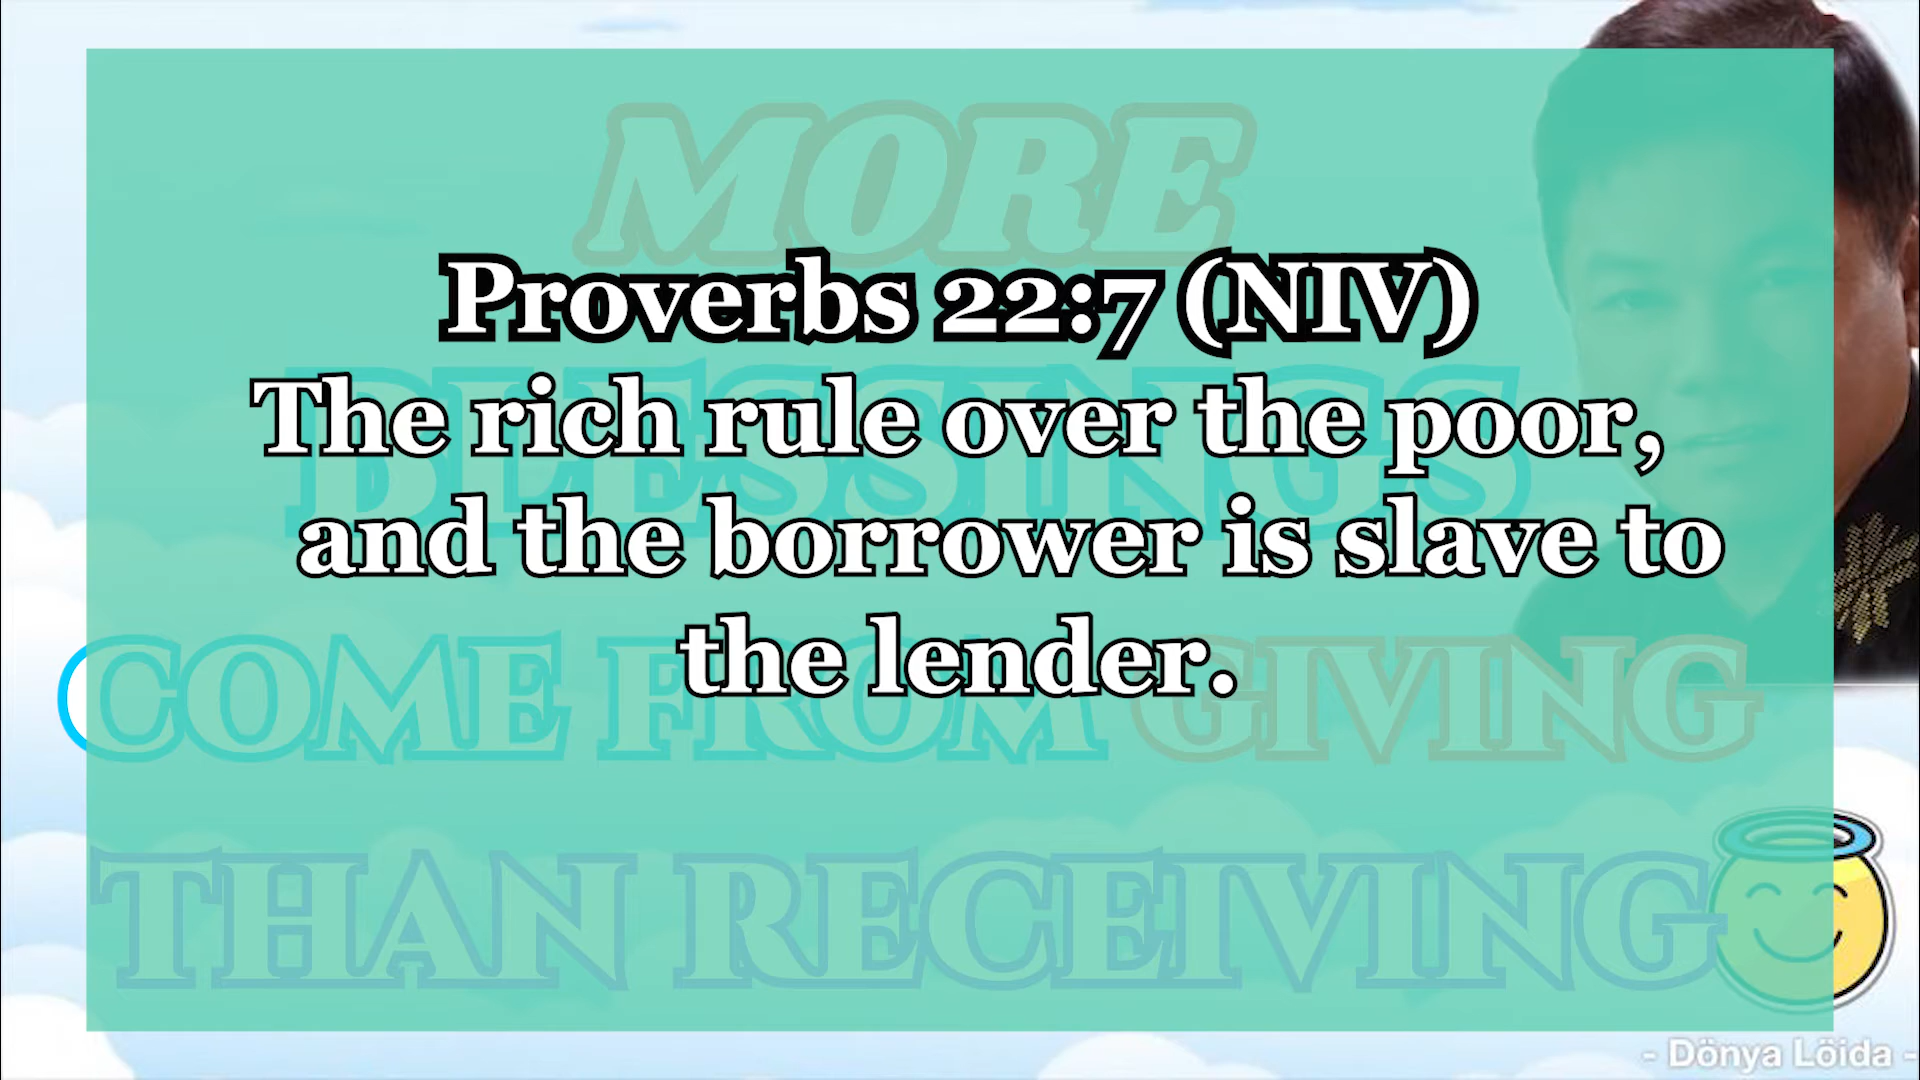 MORE
Proverbs 22:7 (NIV)
BLESSINGS
The rich rule over the poor,
and the borrower is slave to
the lender.
COME FROM GIVING
THAN RECEIVING
- Dönya Löida -